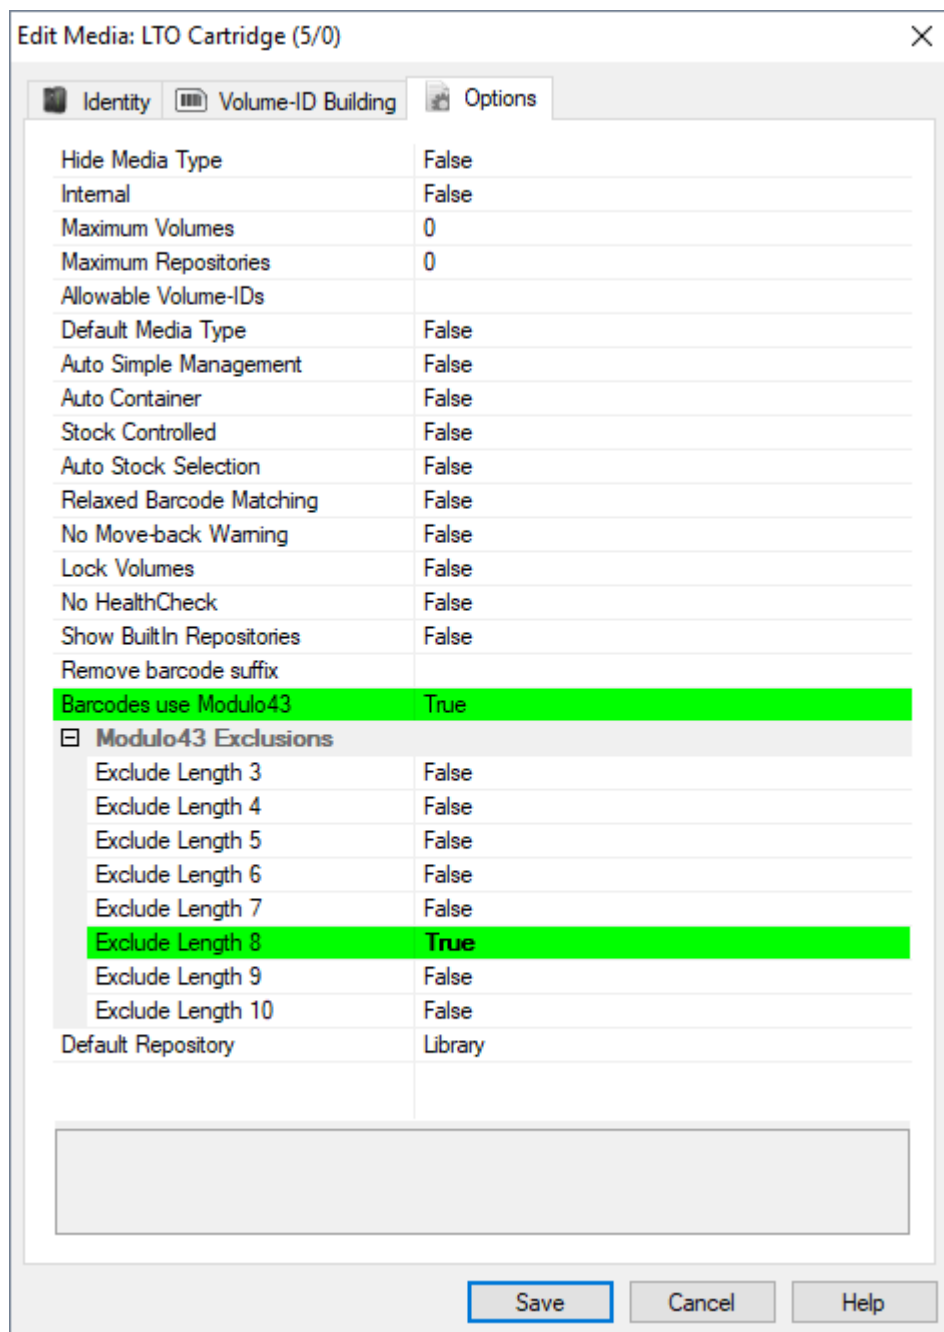 Edit Media: LTO Cartridge (5/0)
Identity Volume-ID Building Options
Hide Media Type False
Internal False
Maximum Volumes 0
Maximum Repositories 0
Allowable Volume-IDs
Default Media Type False
Auto Simple Management False
Auto Container False
Stock Controlled False
Auto Stock Selection False
Relaxed Barcode Matching False
No Move-back Warning False
Lock Volumes False
No HealthCheck False
Show BuiltIn Repositories False
Remove barcode suffix
Barcodes use Modulo43 True
Modulo43 Exclusions
Exclude Length 3 False
Exclude Length 4 False
Exclude Length 5 False
Exclude Length 6 False
Exclude Length 7 False
Exclude Length 8 True
Exclude Length 9 False
Exclude Length 10 False
Default Repository Library
Save Cancel Help